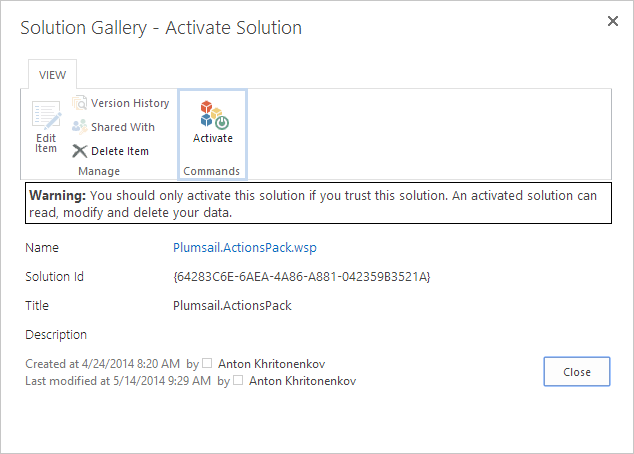 Solution Gallery - Activate Solution
VIEW
Edit
Item
Version History
Shared With
Delete Item
Manage
Activate
Commands
Warning: You should only activate this solution if you trust this solution. An activated solution can
read, modify and delete your data.
Name Plumsail.ActionsPack.wsp
Solution Id {64283C6E-6AEA-4A86-A881-042359B3521A}
Title Plumsail.ActionsPack
Description
Created at 4/24/2014 8:20 AM by Anton Khritonenkov
Last modified at 5/14/2014 9:29 AM by Anton Khritonenkov
Close